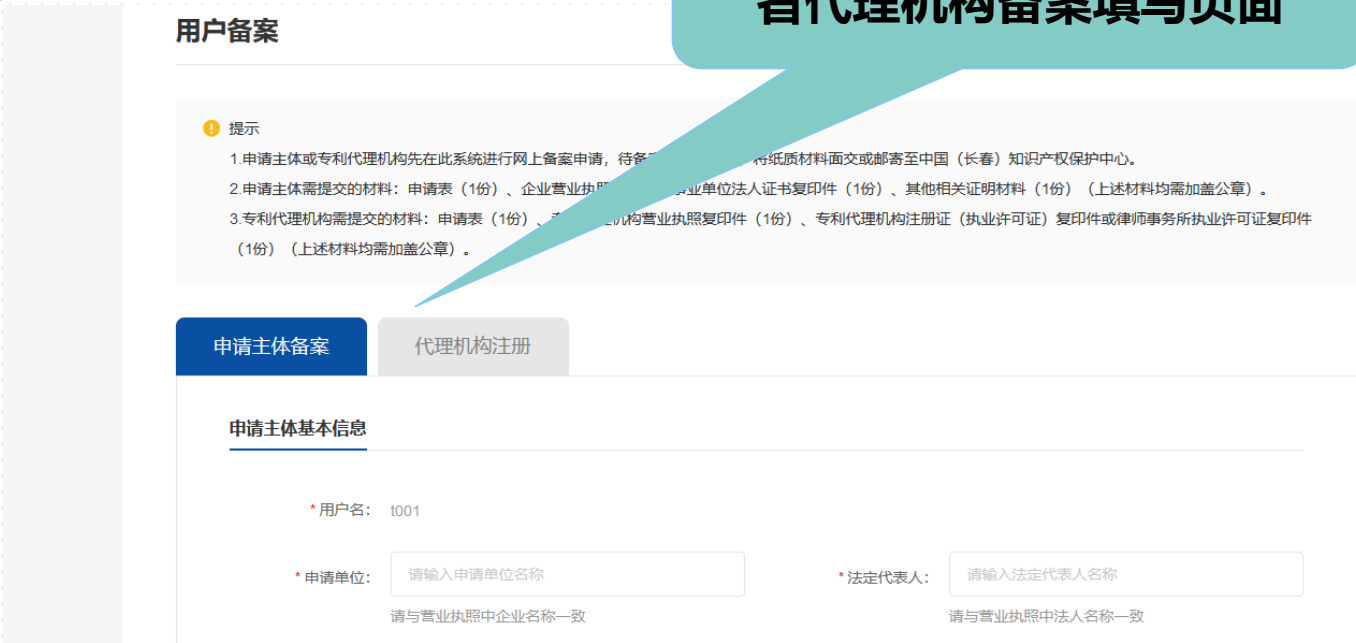 者代理机构备案填写页面
用户备案
提示
1.申请主体或专利代理机构先在此系统进行网上备案申请，待备 将纸质材料面交或邮寄至中国（长春）知识产权保护中心。
2.申请主体需提交的材料：申请表（1份）、企业营业执照 事业单位法人证书复印件（1份）、其他相关证明材料（1份）（上述材料均需加盖公章）。
3.专利代理机构需提交的材料：申请表（1份）、 机构营业执照复印件（1份）、专利代理机构注册证（执业许可证）复印件或律师事务所执业许可证复印件
（1份）（上述材料均需加盖公章）。
申请主体备案 代理机构注册
申请主体基本信息
*用户名： t001
*申请单位： 请输入申请单位名称 *法定代表人： 请输入法定代表人名称
请与营业执照中企业名称一致 请与营业执照中法人名称一致